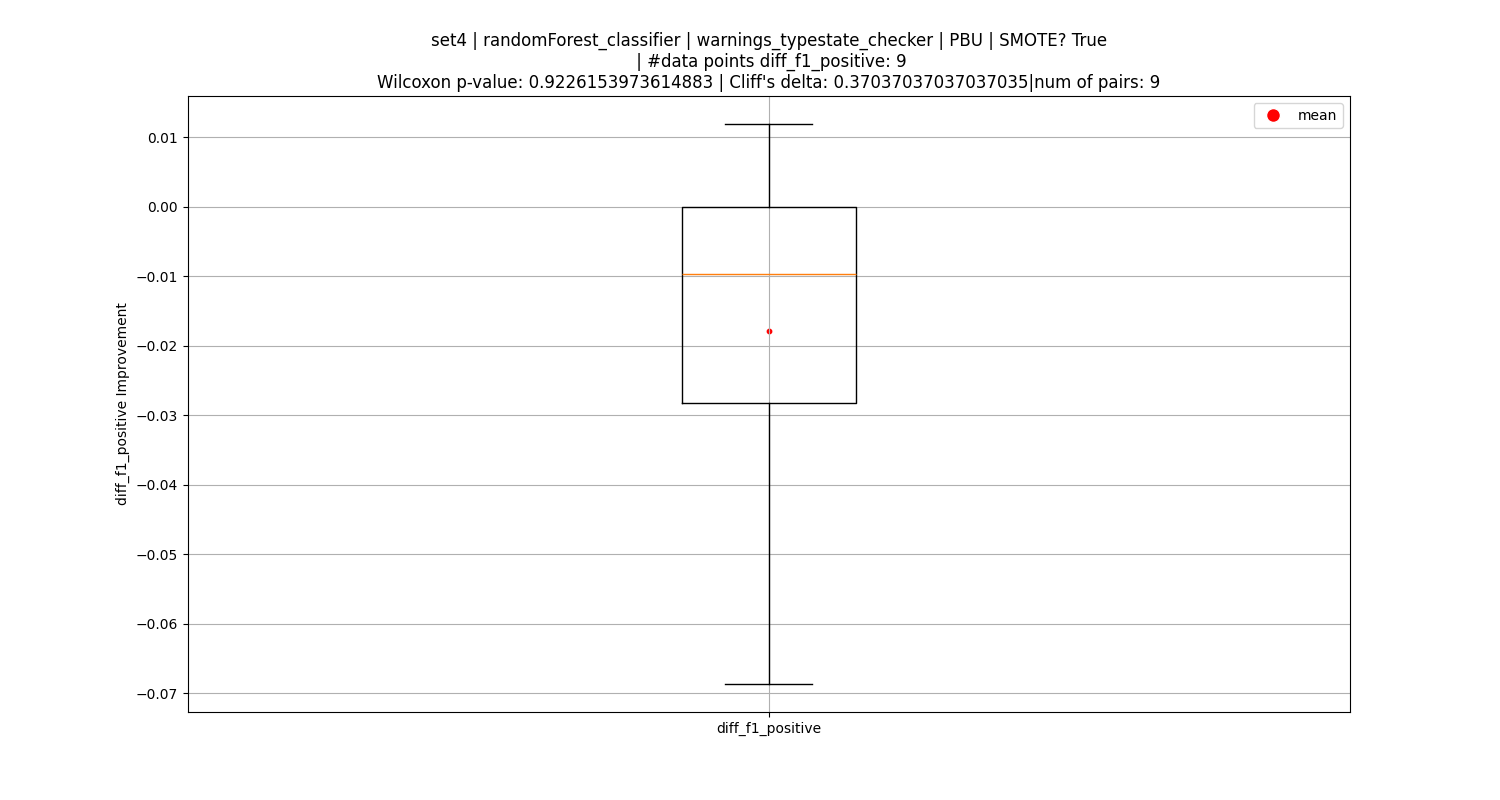 set4 | randomForest_classifier | warnings_typestate_checker | PBU | SMOTE? True
| #data points diff_f1_positive: 9
Wilcoxon p-value: 0.9226153973614883 | Cliff's delta: 0.37037037037037035|num of pairs: 9
mean
0.01
0.00
−0.01
−0.02
−0.03
−0.04
−0.05
−0.06
−0.07
diff_f1_positive Improvement
diff_f1_positive